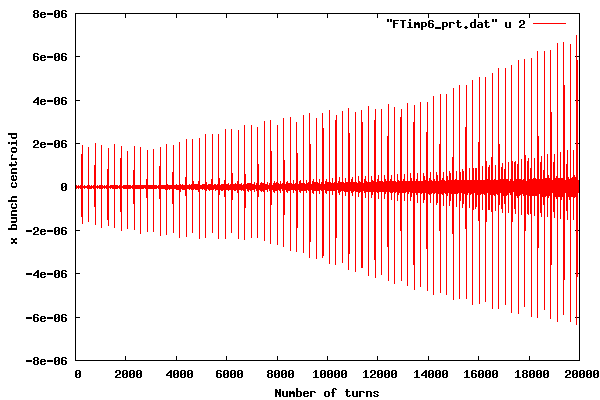 8e-06
"FTimp6_prt.dat" u 2
6e-06
4e-06
2e-06
0
-2e-06
-4e-06
-6e-06
-8e-06
x bunch centroid
0 2000 4000 6000 8000 10000 12000 14000 16000 18000 20000
Number of turns